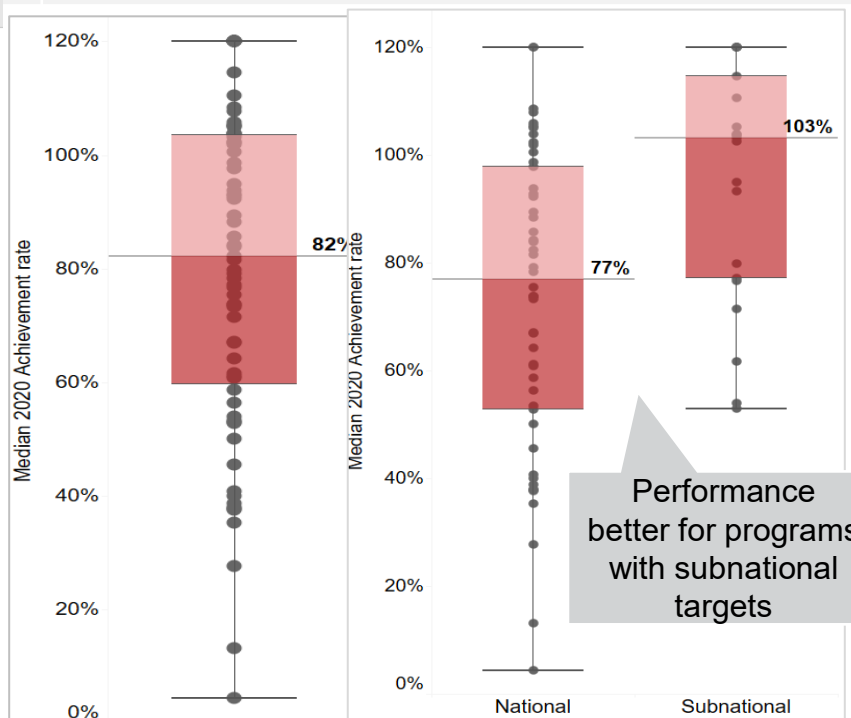 120%
100%
80%
60%
40%
20%
0%
Median 2020 Achievement rate
82%
120%
100%
80%
60%
40%
20%
0%
Median 2020 Achievement rate
77%
103%
National
Subnational
Performance
better for programs
with subnational
targets